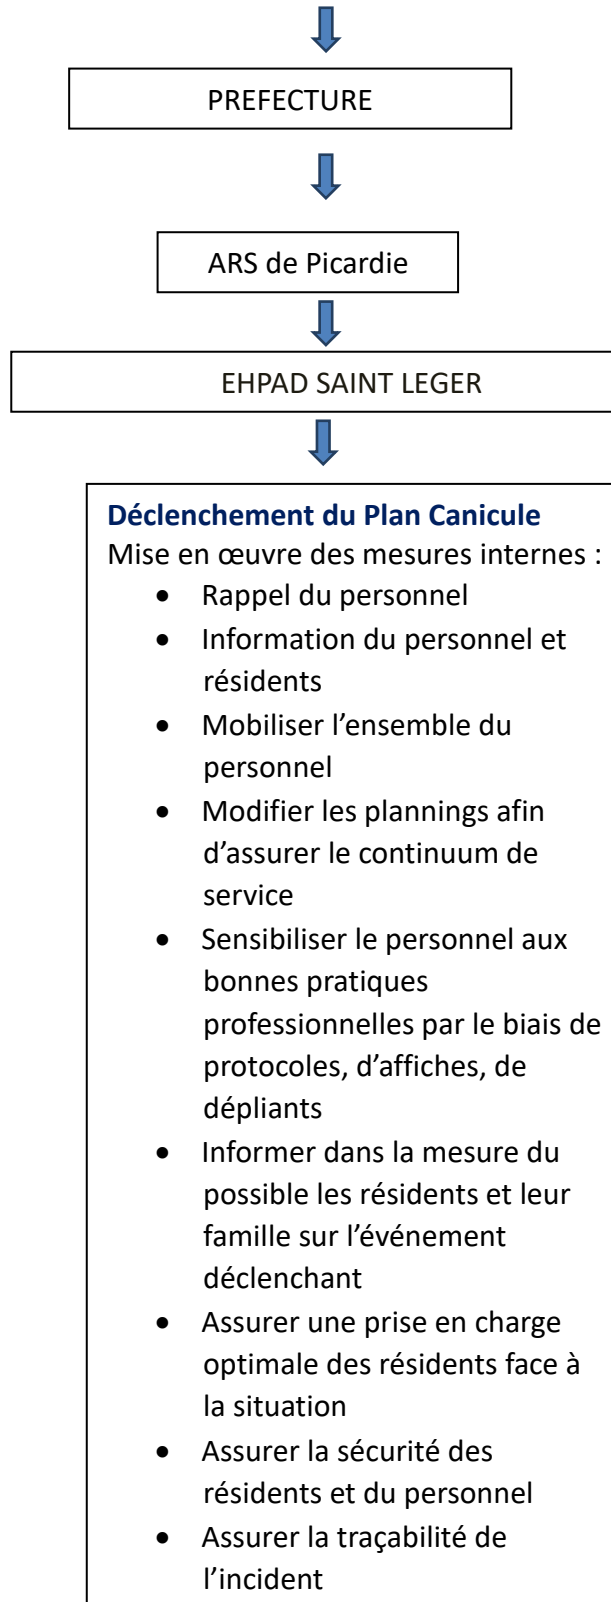 PREFECTURE
ARS de Picardie
EHPAD SAINT LEGER
Déclenchement du Plan Canicule
Mise en œuvre des mesures internes :
• Rappel du personnel
• Information du personnel et
résidents
• Mobiliser l’ensemble du
personnel
• Modifier les plannings afin
d’assurer le continuum de
service
• Sensibiliser le personnel aux
bonnes pratiques
professionnelles par le biais de
protocoles, d’affiches, de
dépliants
• Informer dans la mesure du
possible les résidents et leur
famille sur l’événement
déclenchant
• Assurer une prise en charge
optimale des résidents face à
la situation
• Assurer la sécurité des
résidents et du personnel
• Assurer la traçabilité de
l’incident